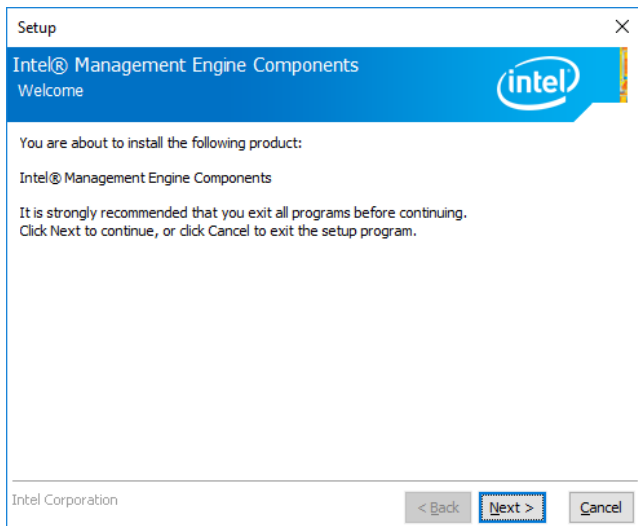 Setup
Intel® Management Engine Components
Welcome
intel
You are about to install the following product:
Intel® Management Engine Components
It is strongly recommended that you exit all programs before continuing.
Click Next to continue, or click Cancel to exit the setup program.
Intel Corporation
< Back
Next >
Cancel